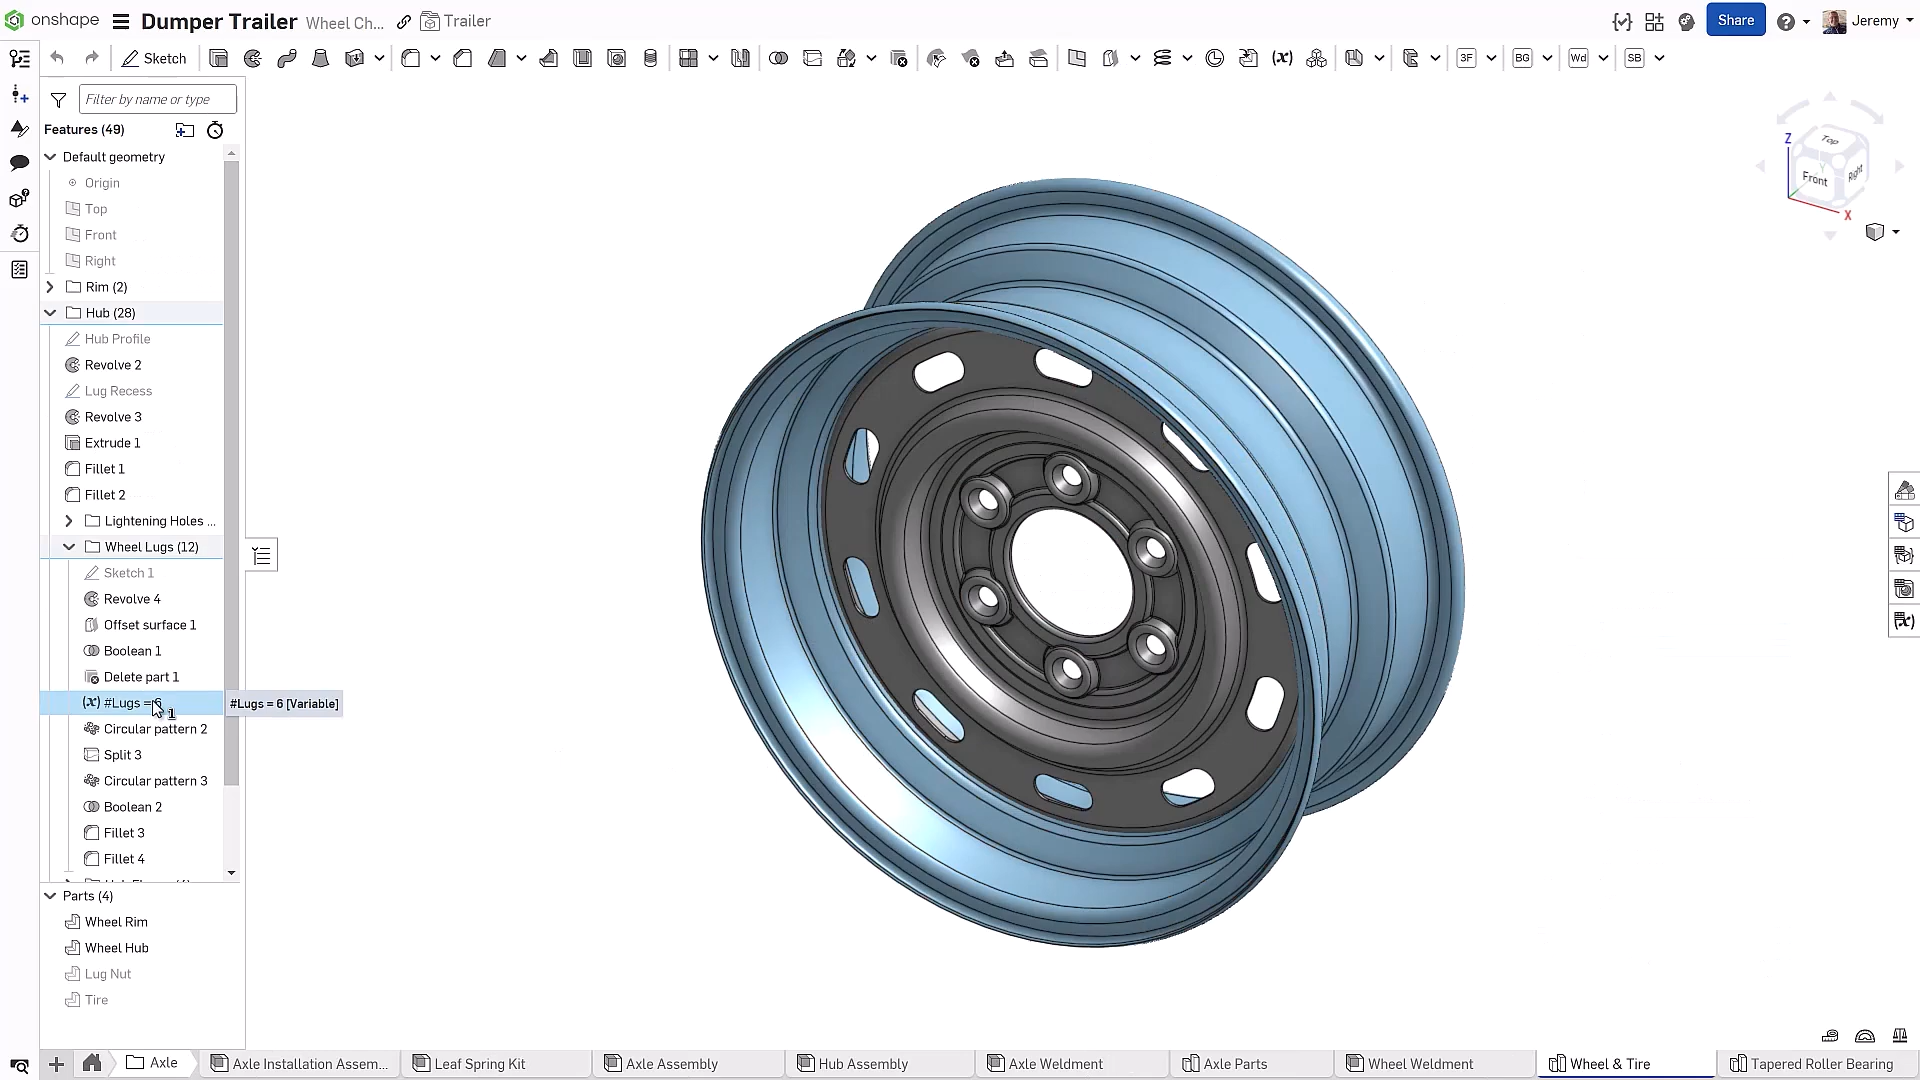 onshape Dumper Trailer Wheel Ch... Trailer Share Jeremy
Sketch 3F BG Wd SB
Filter by name or type
Features (49)
Default geometry
Origin
Top
Front
Right
Rim (2)
Hub (28)
Hub Profile
Revolve 2
Lug Recess
Revolve 3
Extrude 1
Fillet 1
Fillet 2
Lightening Holes ...
Wheel Lugs (12)
Sketch 1
Revolve 4
Offset surface 1
Boolean 1
Delete part 1
(x) #Lugs = 6
#Lugs = 6 [Variable]
Circular pattern 2
Split 3
Circular pattern 3
Boolean 2
Fillet 3
Fillet 4
Parts (4)
Wheel Rim
Wheel Hub
Lug Nut
Tire
Z
Top
Front
Right
X
Axle
Axle Installation Assem...
Leaf Spring Kit
Axle Assembly
Hub Assembly
Axle Weldment
Axle Parts
Wheel Weldment
Wheel & Tire
Tapered Roller Bearing